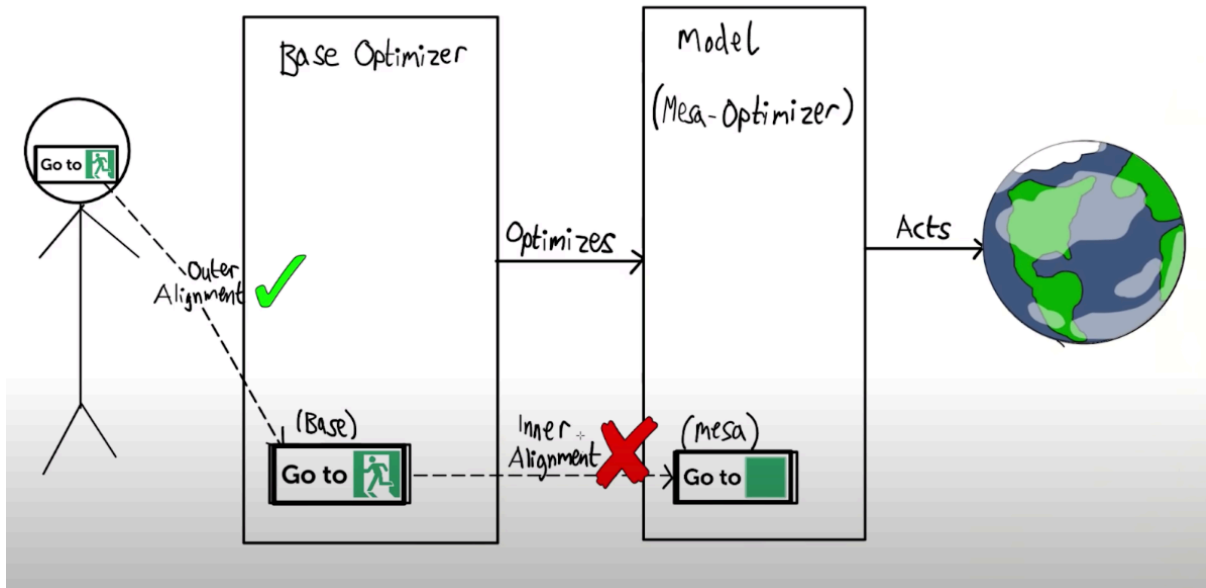 Base Optimizer
Model
(Mesa-Optimizer)
Go to
Optimizes
Acts
Outer
Alignment
(Base)
Go to
Inner
Alignment
(mesa)
Go to